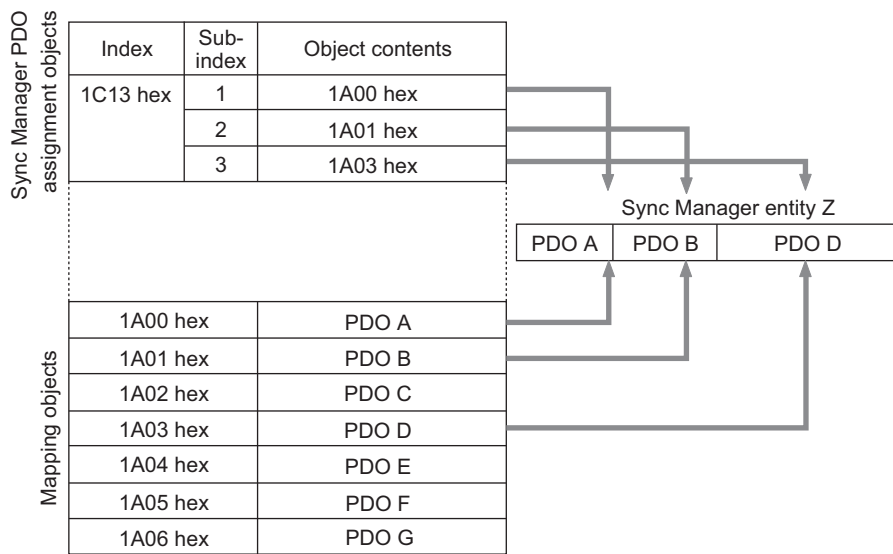 Sync Manager PDO
assignment objects
Index
Sub-
index
Object contents
1C13 hex
1
1A00 hex
2
1A01 hex
3
1A03 hex
Sync Manager entity Z
PDO A
PDO B
PDO D
Mapping objects
1A00 hex
PDO A
1A01 hex
PDO B
1A02 hex
PDO C
1A03 hex
PDO D
1A04 hex
PDO E
1A05 hex
PDO F
1A06 hex
PDO G